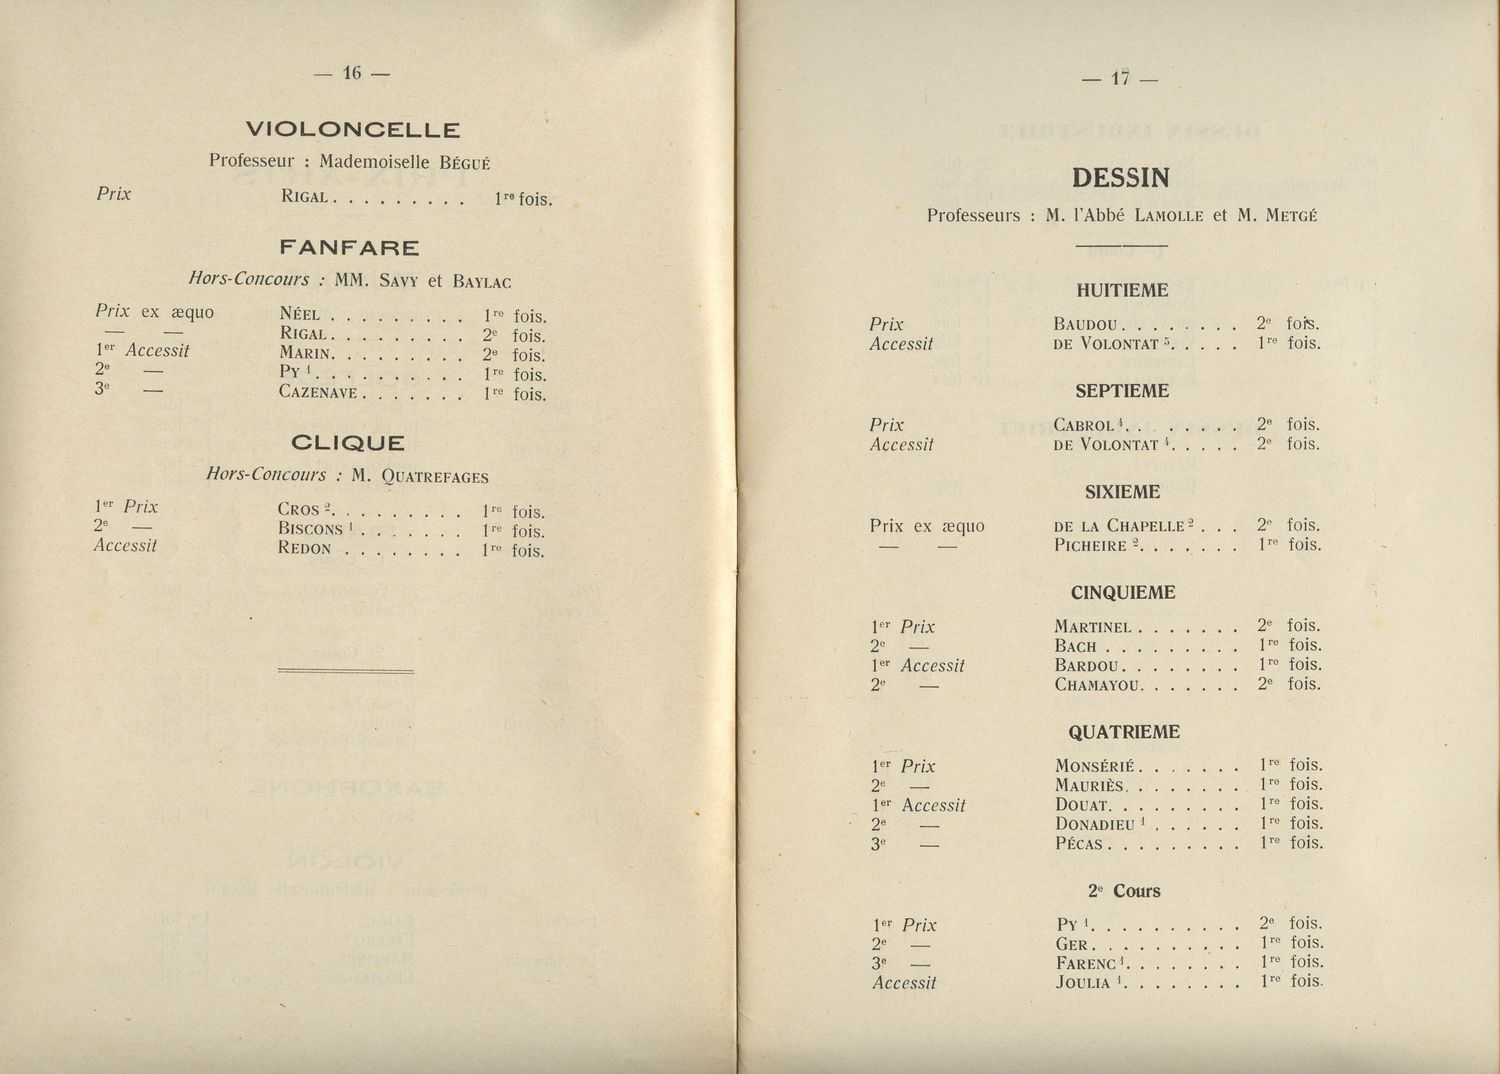 — 16 —
VIOLONCELLE
Professeur : Mademoiselle BÉGUÉ
Prix RIGAL . . . . . . . . . 1re fois.
FANFARE
Hors-Concours : MM. SAVY et BAYLAC
Prix ex æquo NÉEL . . . . . . . . . 1re fois.
— — RIGAL. . . . . . . . . 2e fois.
1er Accessit MARIN. . . . . . . . . 2e fois.
2e — PY 1. . . . . . . . . . 1re fois.
3e — CAZENAVE . . . . . . . 1re fois.
CLIQUE
Hors-Concours : M. QUATREFAGES
1er Prix CROS 2. . . . . . . . . 1re fois.
2e — BISCONS 1 . . . . . . . 1re fois.
Accessit REDON . . . . . . . . 1re fois.
— 17 —
DESSIN
Professeurs : M. l'Abbé LAMOLLE et M. METGÉ
HUITIEME
Prix BAUDOU. . . . . . . . 2e fois.
Accessit DE VOLONTAT 5. . . . . 1re fois.
SEPTIEME
Prix CABROL 4. . . . . . . . 2e fois.
Accessit DE VOLONTAT 4. . . . . 2e fois.
SIXIEME
Prix ex æquo DE LA CHAPELLE 2 . . . 2e fois.
— — PICHEIRE 2. . . . . . . 1re fois.
CINQUIEME
1er Prix MARTINEL . . . . . . . 2e fois.
2e — BACH . . . . . . . . . 1re fois.
1er Accessit BARDOU. . . . . . . . 1re fois.
2e — CHAMAYOU. . . . . . . 2e fois.
QUATRIEME
1er Prix MONSÉRIÉ. . . . . . . 1re fois.
2e — MAURIÈS. . . . . . . . 1re fois.
1er Accessit DOUAT. . . . . . . . . 1re fois.
2e — DONADIEU 1 . . . . . . 1re fois.
3e — PÉCAS. . . . . . . . . 1re fois.
2e Cours
1er Prix PY 1. . . . . . . . . . 2e fois.
2e — GER. . . . . . . . . . 1re fois.
3e — FARENC 1. . . . . . . . 1re fois.
Accessit JOULIA 1. . . . . . . . 1re fois.